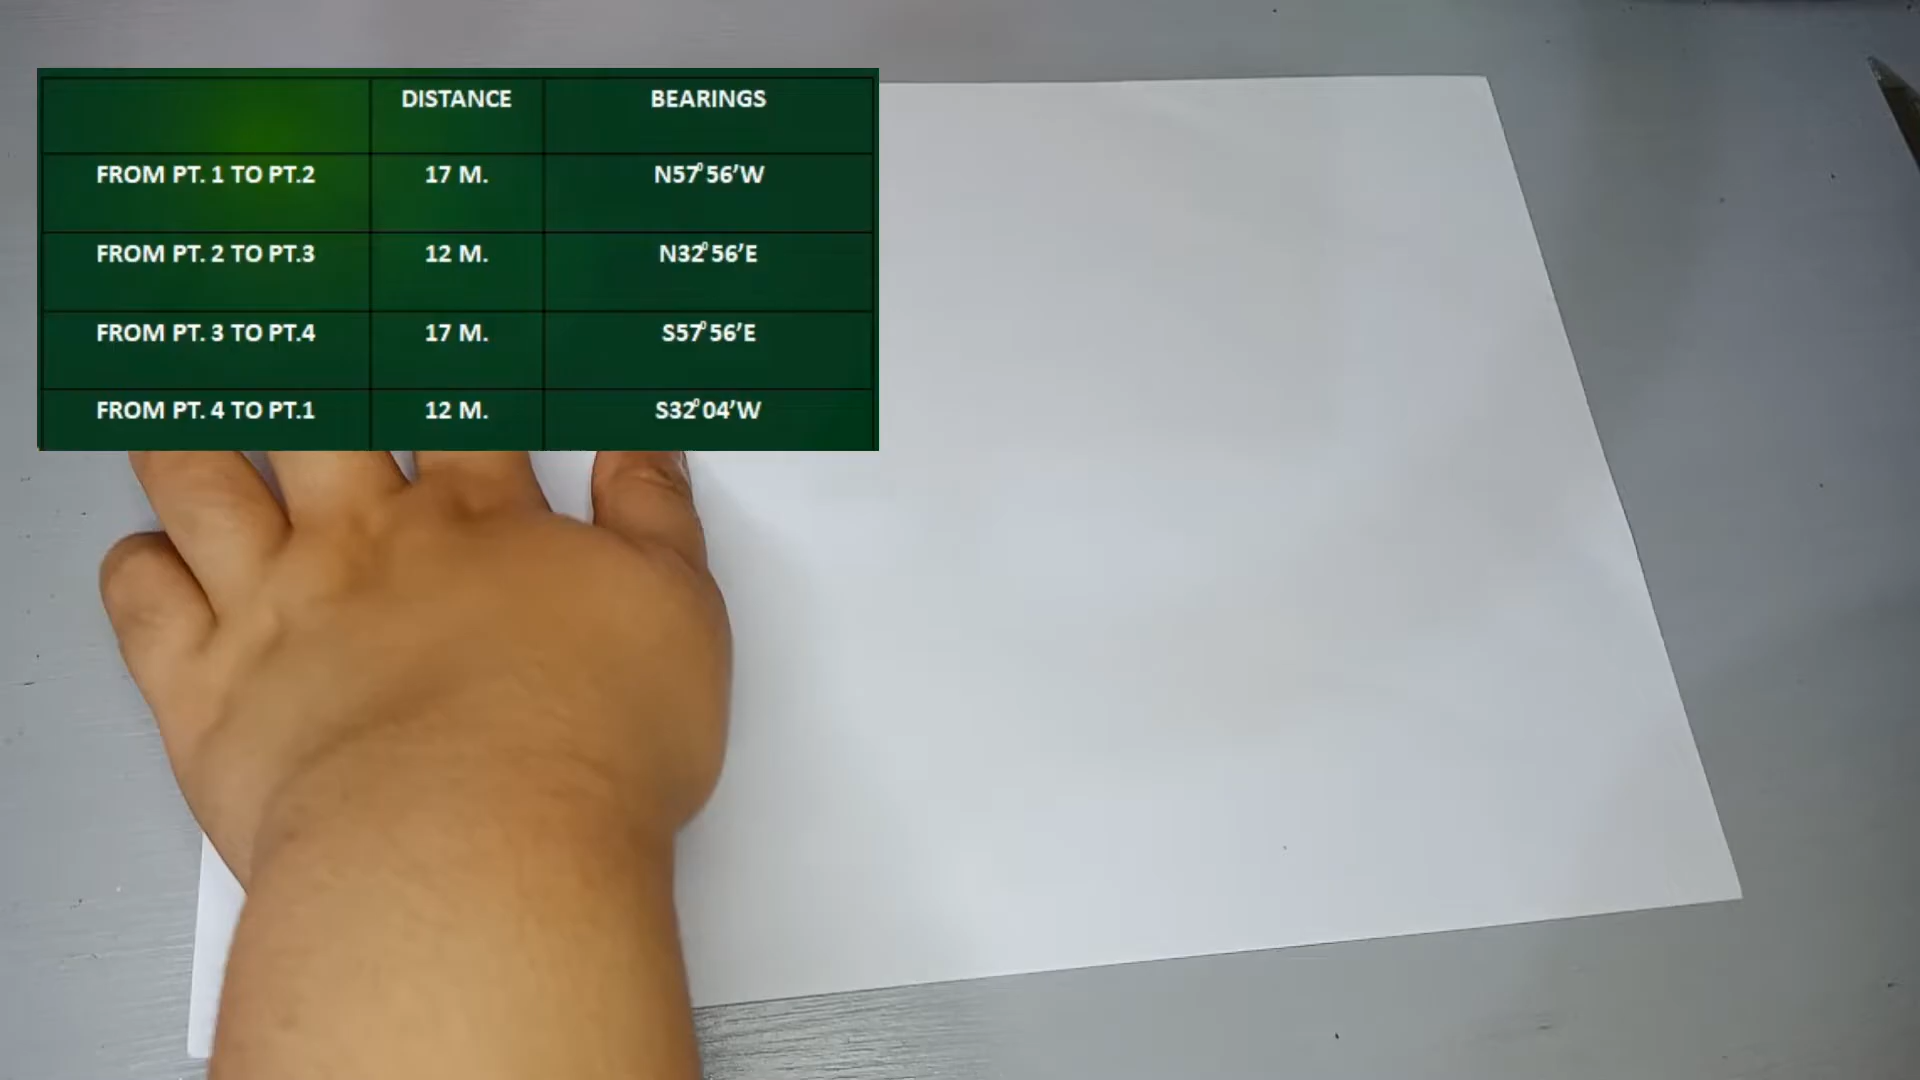 DISTANCE BEARINGS
FROM PT. 1 TO PT.2 17 M. N57°56'W
FROM PT. 2 TO PT.3 12 M. N32°56'E
FROM PT. 3 TO PT.4 17 M. S57°56'E
FROM PT. 4 TO PT.1 12 M. S32°04'W